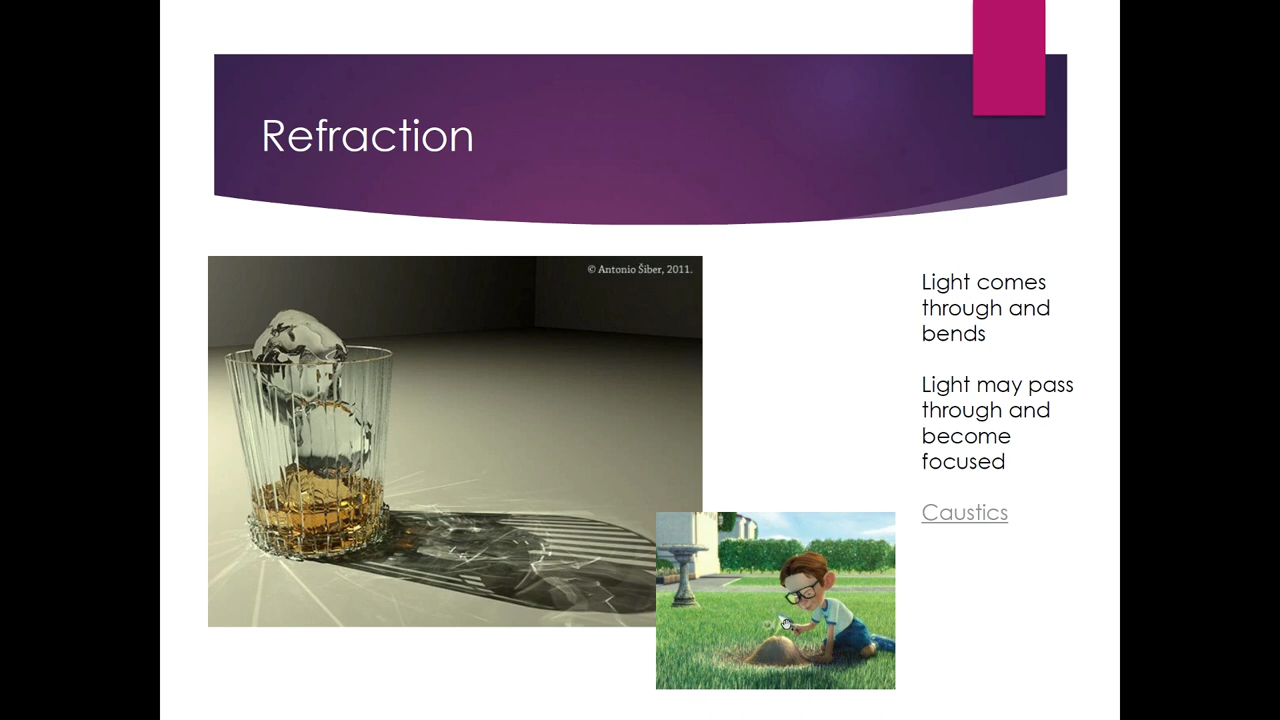 Refraction
© Antonio Šiber, 2011.
Light comes
through and
bends
Light may pass
through and
become
focused
Caustics